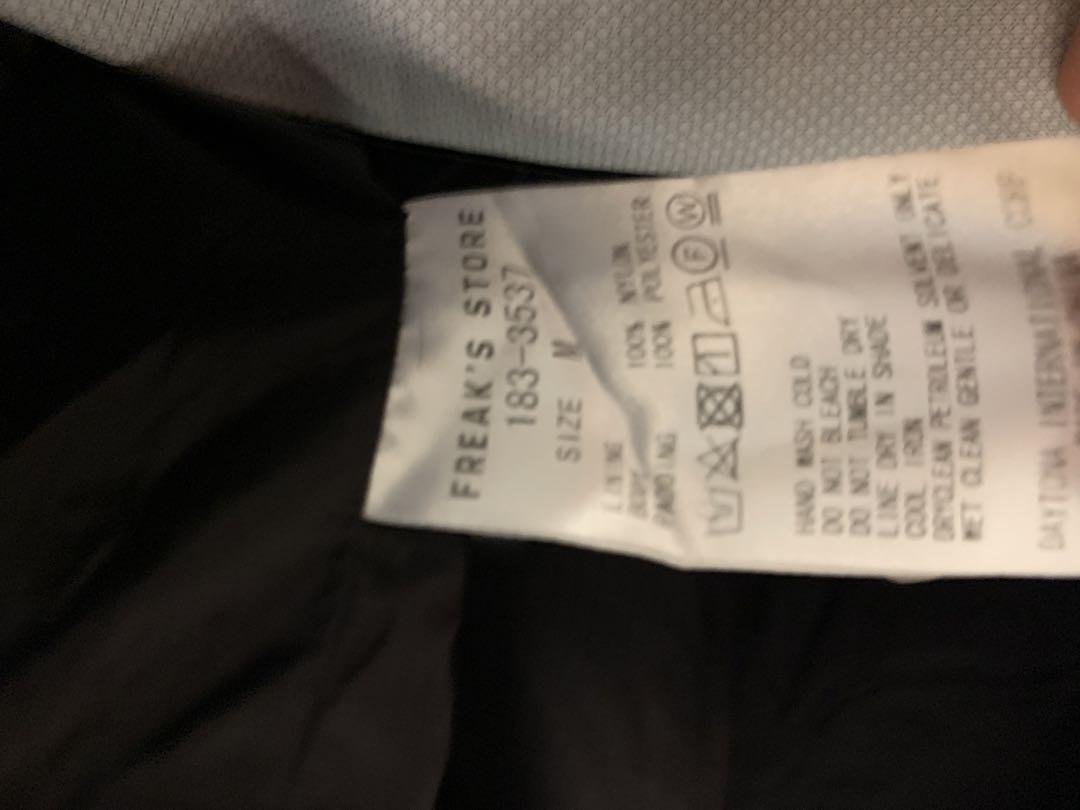 FREAK'S STORE
183-3537
SIZE M
LINING
BODY 100% NYLON
PADDING 100% POLYESTER
F W
HAND WASH COLD
DO NOT BLEACH
DO NOT TUMBLE DRY
LINE DRY IN SHADE
COOL IRON
DRYCLEAN PETROLEUM SOLVENT ONLY
WET CLEAN GENTLE OR DELICATE
DAYTONA INTERNATIONAL CORP